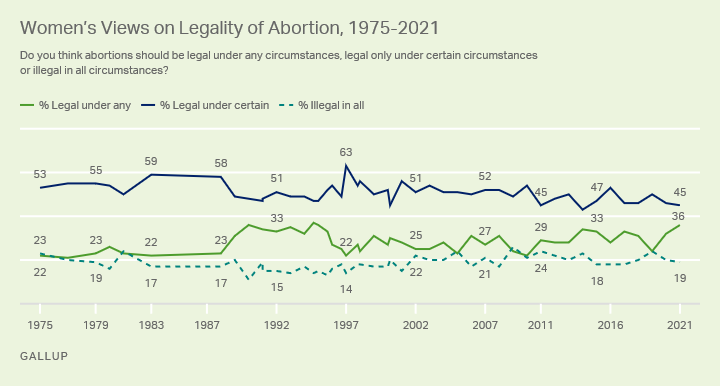 Women's Views on Legality of Abortion, 1975-2021
Do you think abortions should be legal under any circumstances, legal only under certain circumstances
or illegal in all circumstances?
% Legal under any % Legal under certain % Illegal in all
53 55 59 58 51 63 51 52 45 47 45
23 23 22 23 33 22 25 27 29 33 36
22 19 17 17 15 14 22 21 24 18 19
1975 1979 1983 1987 1992 1997 2002 2007 2011 2016 2021
GALLUP